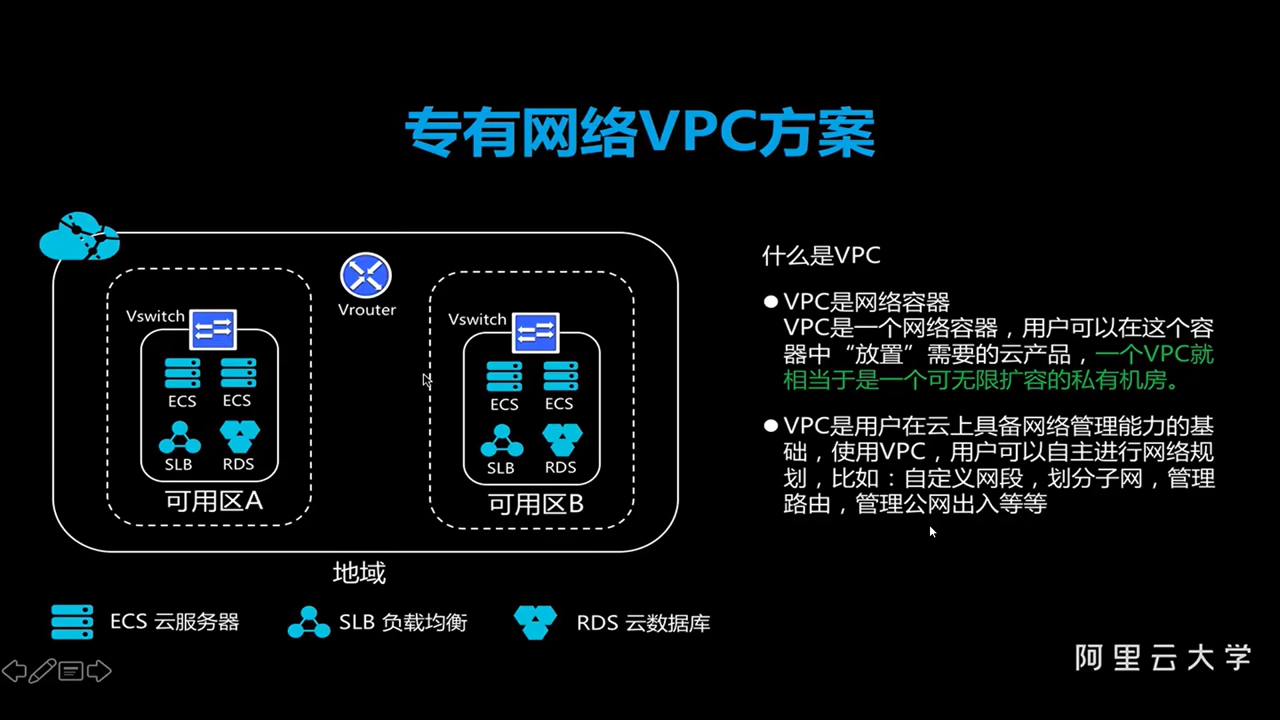 专有网络VPC方案
什么是VPC
VPC是网络容器
VPC是一个网络容器，用户可以在这个容
器中“放置”需要的云产品，一个VPC就
相当于是一个可无限扩容的私有机房。
VPC是用户在云上具备网络管理能力的基
础，使用VPC，用户可以自主进行网络规
划，比如：自定义网段，划分子网，管理
路由，管理公网出入等等
Vrouter
Vswitch
ECS
ECS
SLB
RDS
可用区A
Vswitch
ECS
ECS
SLB
RDS
可用区B
地域
ECS 云服务器
SLB 负载均衡
RDS 云数据库
阿里云大学